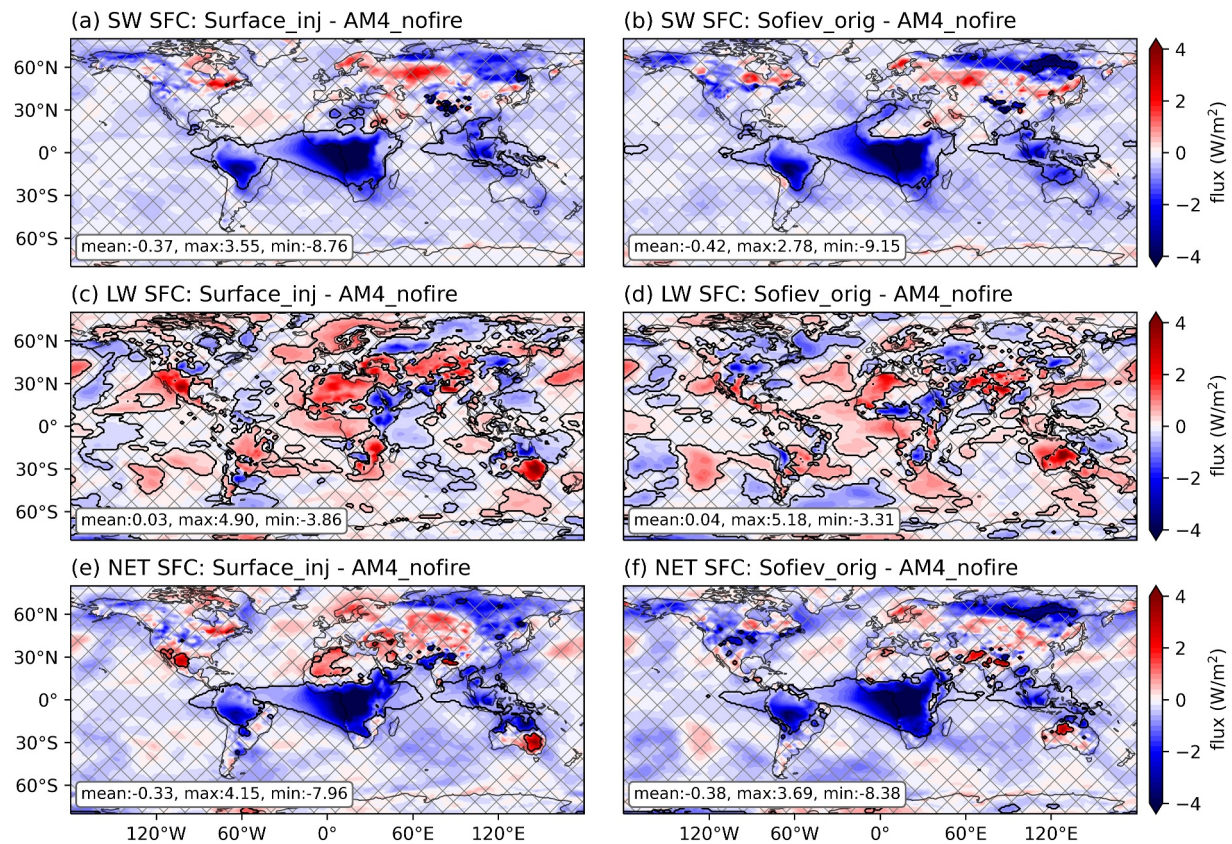 (a) SW SFC: Surface_inj - AM4_nofire
(b) SW SFC: Sofiev_orig - AM4_nofire
60°N
30°N
0°
30°S
60°S
mean:-0.37, max:3.55, min:-8.76
mean:-0.42, max:2.78, min:-9.15
4
2
0
−2
−4
flux (W/m²)
(c) LW SFC: Surface_inj - AM4_nofire
(d) LW SFC: Sofiev_orig - AM4_nofire
60°N
30°N
0°
30°S
60°S
mean:0.03, max:4.90, min:-3.86
mean:0.04, max:5.18, min:-3.31
4
2
0
−2
−4
flux (W/m²)
(e) NET SFC: Surface_inj - AM4_nofire
(f) NET SFC: Sofiev_orig - AM4_nofire
60°N
30°N
0°
30°S
60°S
mean:-0.33, max:4.15, min:-7.96
mean:-0.38, max:3.69, min:-8.38
4
2
0
−2
−4
flux (W/m²)
120°W 60°W 0° 60°E 120°E
120°W 60°W 0° 60°E 120°E